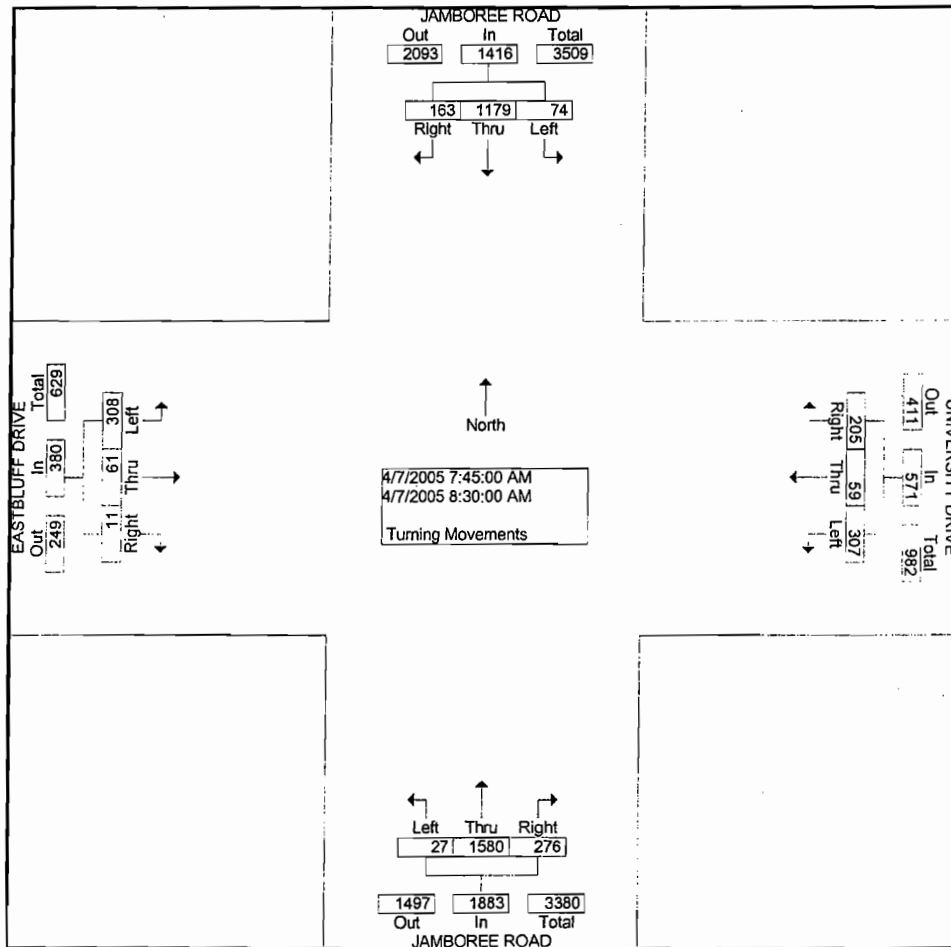 JAMBOREE ROAD
Out In Total
2093 1416 3509
163 1179 74
Right Thru Left
EASTBLUFF DRIVE
Out In Total
249 380 629
11 61 308
Right Thru Left
North
4/7/2005 7:45:00 AM
4/7/2005 8:30:00 AM
Turning Movements
Right Thru Left
205 59 307
Out In Total
411 571 982
UNIVERSITY DRIVE
Left Thru Right
27 1580 276
1497 1883 3380
Out In Total
JAMBOREE ROAD